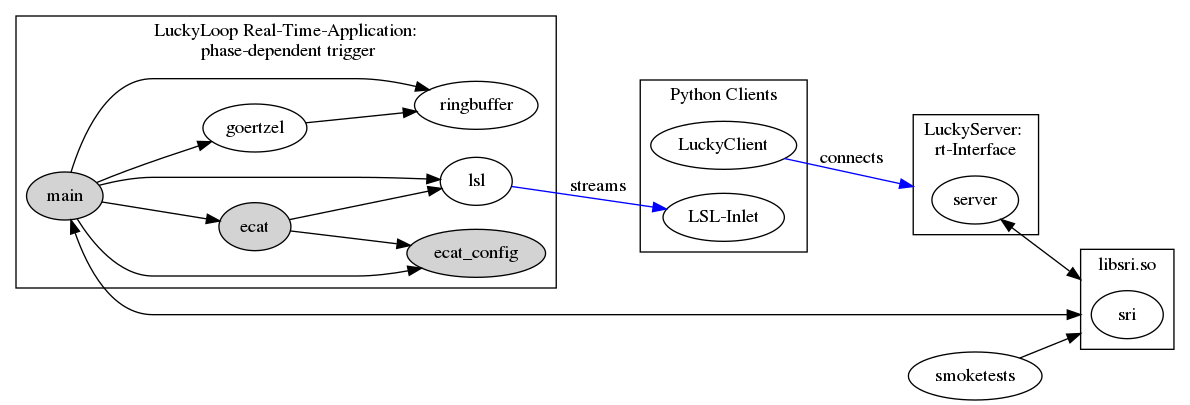 LuckyLoop Real-Time-Application:
phase-dependent trigger
ringbuffer
goertzel
main
lsl
ecat
ecat_config
streams
Python Clients
LuckyClient
LSL-Inlet
connects
LuckyServer:
rt-Interface
server
libsri.so
sri
smoketests